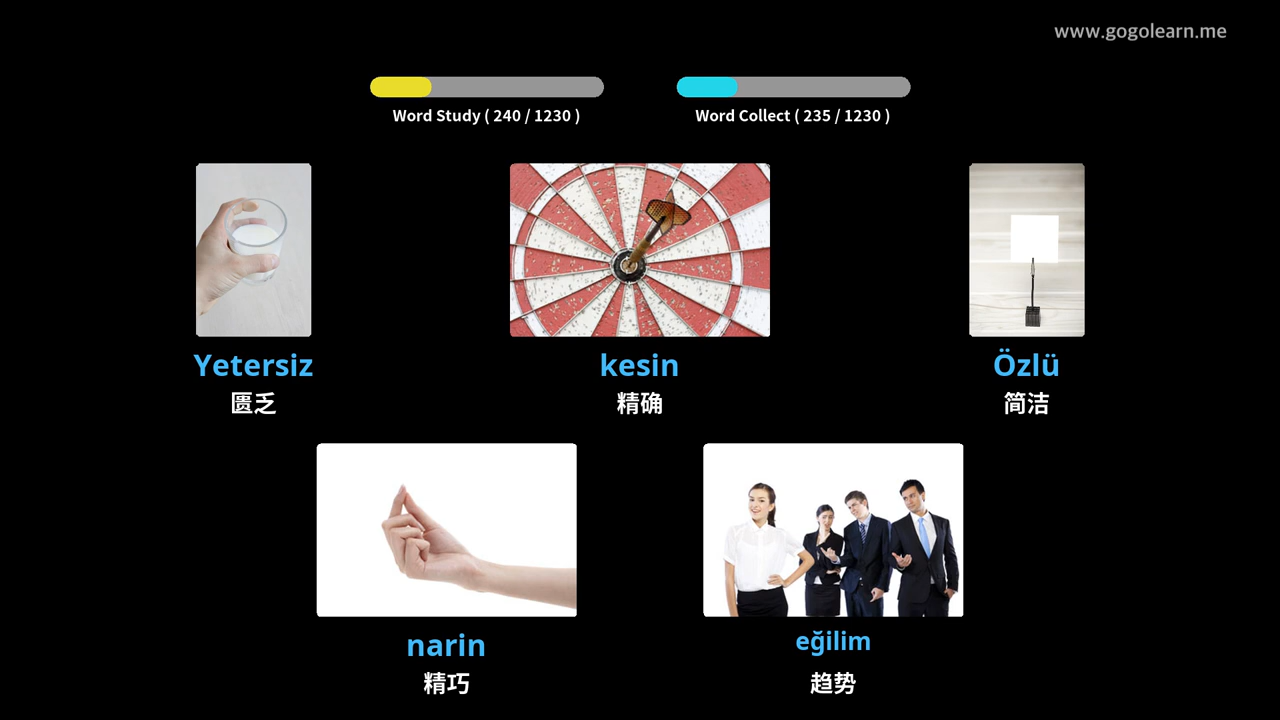 www.gogolearn.me
Word Study ( 240 / 1230 )
Word Collect ( 235 / 1230 )
Yetersiz
匮乏
kesin
精确
Özlü
简洁
narin
精巧
eğilim
趋势